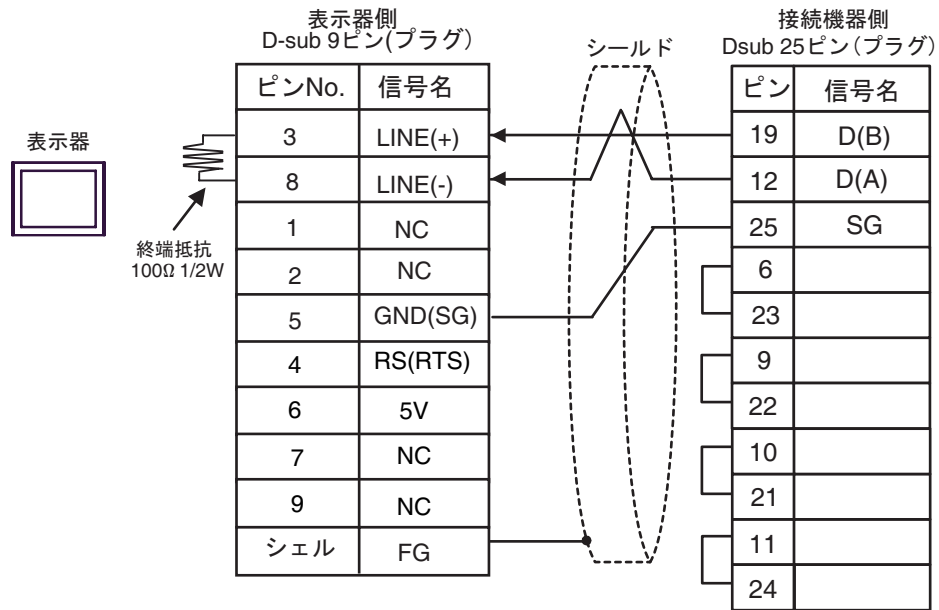 表示器側
D-sub 9ピン(プラグ)
シールド
接続機器側
Dsub 25ピン(プラグ)
表示器
終端抵抗
100Ω 1/2W
ピンNo. 信号名
3 LINE(+)
8 LINE(-)
1 NC
2 NC
5 GND(SG)
4 RS(RTS)
6 5V
7 NC
9 NC
シェル FG
ピン 信号名
19 D(B)
12 D(A)
25 SG
6
23
9
22
10
21
11
24